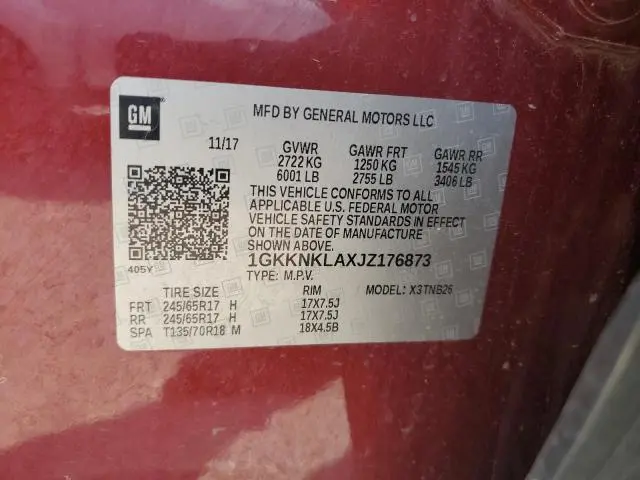 GM
MFD BY GENERAL MOTORS LLC
11/17 GVWR GAWR FRT GAWR RR
2722 KG 1250 KG 1545 KG
6001 LB 2755 LB 3406 LB
THIS VEHICLE CONFORMS TO ALL
APPLICABLE U.S. FEDERAL MOTOR
VEHICLE SAFETY STANDARDS IN EFFECT
ON THE DATE OF MANUFACTURE
SHOWN ABOVE.
405Y 1GKKNKLAXJZ176873
TYPE: M.P.V. MODEL: X3TNB26
TIRE SIZE RIM
FRT 245/65R17 H 17X7.5J
RR 245/65R17 H 17X7.5J
SPA T135/70R18 M 18X4.5B